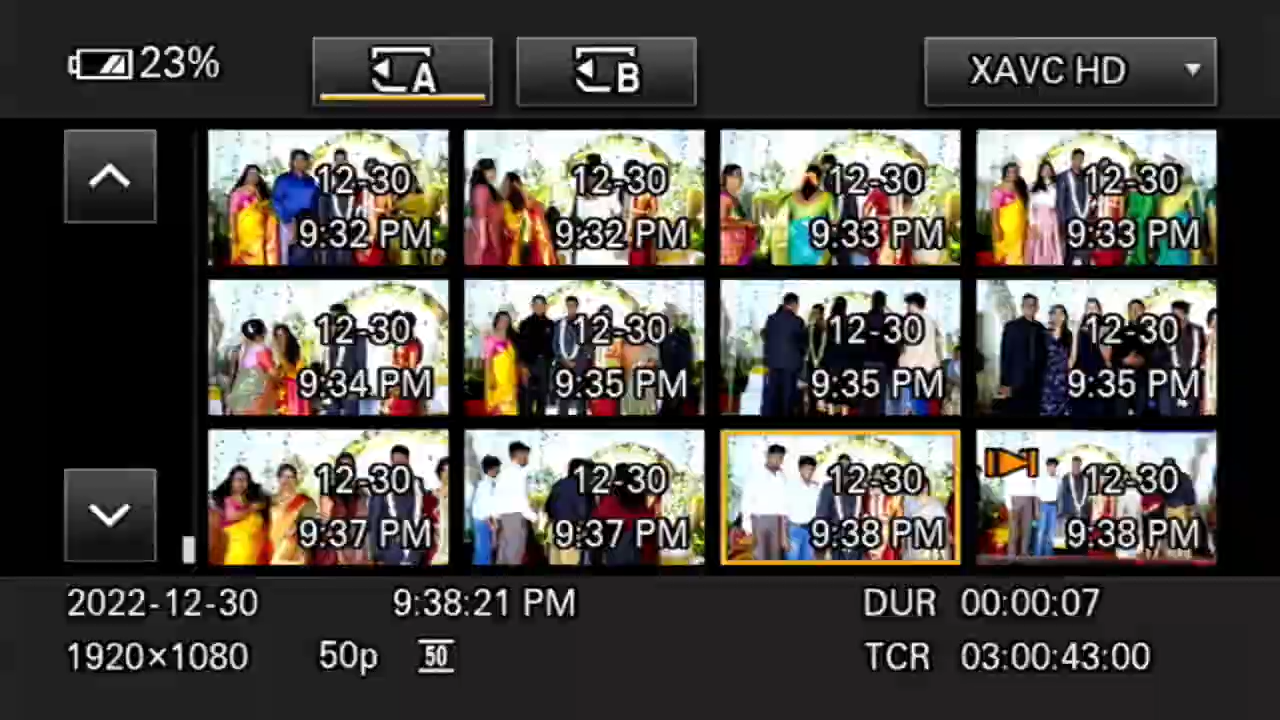 23%
A
B
XAVC HD
12-30
9:32 PM
12-30
9:32 PM
12-30
9:33 PM
12-30
9:33 PM
12-30
9:34 PM
12-30
9:35 PM
12-30
9:35 PM
12-30
9:35 PM
12-30
9:37 PM
12-30
9:37 PM
12-30
9:38 PM
12-30
9:38 PM
2022-12-30 9:38:21 PM DUR 00:00:07
1920×1080 50p 50 TCR 03:00:43:00